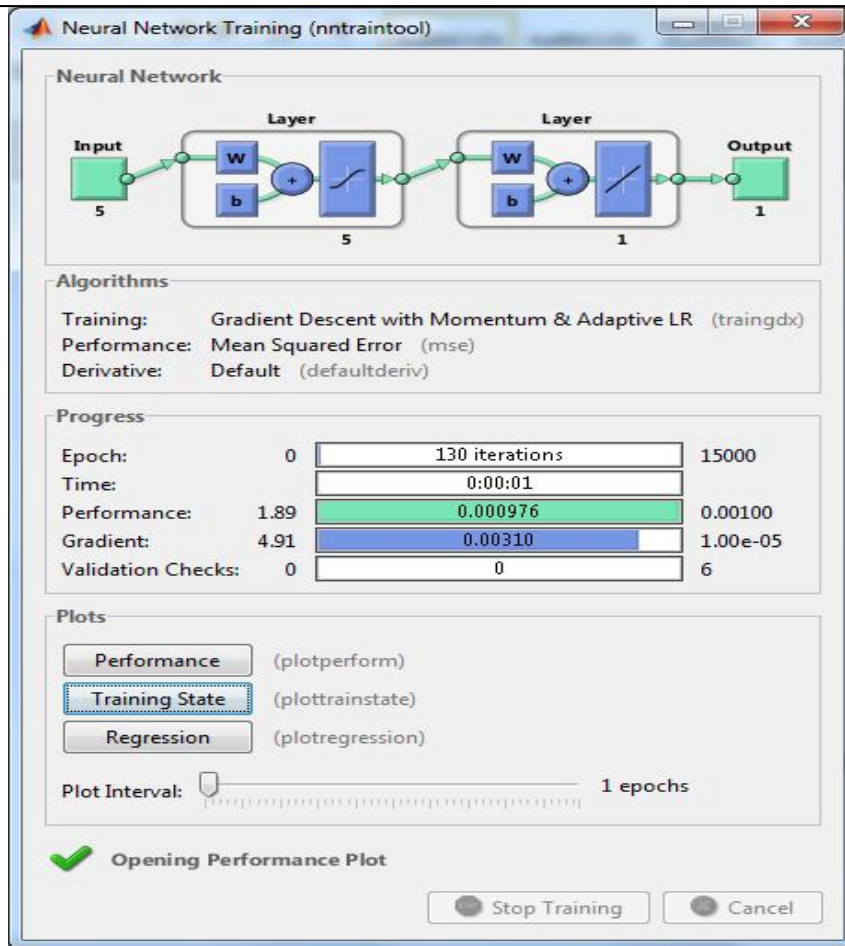 Neural Network Training (nntraintool)
Neural Network
Layer Layer
Input Output
W W
+ +
b b
5 1
5 1
Algorithms
Training: Gradient Descent with Momentum & Adaptive LR (traingdx)
Performance: Mean Squared Error (mse)
Derivative: Default (defaultderiv)
Progress
Epoch: 0 130 iterations 15000
Time: 0:00:01
Performance: 1.89 0.000976 0.00100
Gradient: 4.91 0.00310 1.00e-05
Validation Checks: 0 0 6
Plots
Performance (plotperform)
Training State (plottrainstate)
Regression (plotregression)
Plot Interval: 1 epochs
Opening Performance Plot
Stop Training Cancel